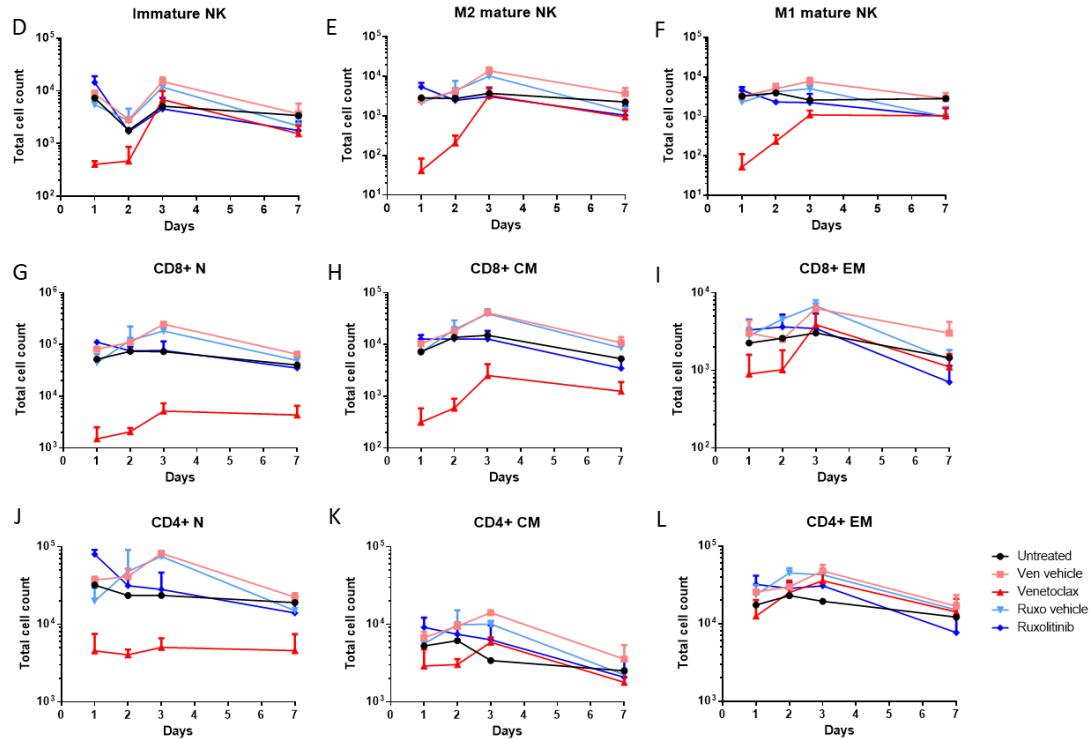 D
Immature NK
E
M2 mature NK
F
M1 mature NK
Total cell count
10^5
10^4
10^3
10^2
0 1 2 3 4 5 6 7
Days
Total cell count
10^5
10^4
10^3
10^2
10^1
0 1 2 3 4 5 6 7
Days
Total cell count
10^5
10^4
10^3
10^2
10^1
0 1 2 3 4 5 6 7
Days
G
CD8+ N
H
CD8+ CM
I
CD8+ EM
Total cell count
10^6
10^5
10^4
10^3
0 1 2 3 4 5 6 7
Days
Total cell count
10^5
10^4
10^3
10^2
0 1 2 3 4 5 6 7
Days
Total cell count
10^4
10^3
10^2
0 1 2 3 4 5 6 7
Days
J
CD4+ N
K
CD4+ CM
L
CD4+ EM
Total cell count
10^5
10^4
10^3
0 1 2 3 4 5 6 7
Days
Total cell count
10^5
10^4
10^3
0 1 2 3 4 5 6 7
Days
Total cell count
10^5
10^4
10^3
0 1 2 3 4 5 6 7
Days
Untreated
Ven vehicle
Venetoclax
Ruxo vehicle
Ruxolitinib